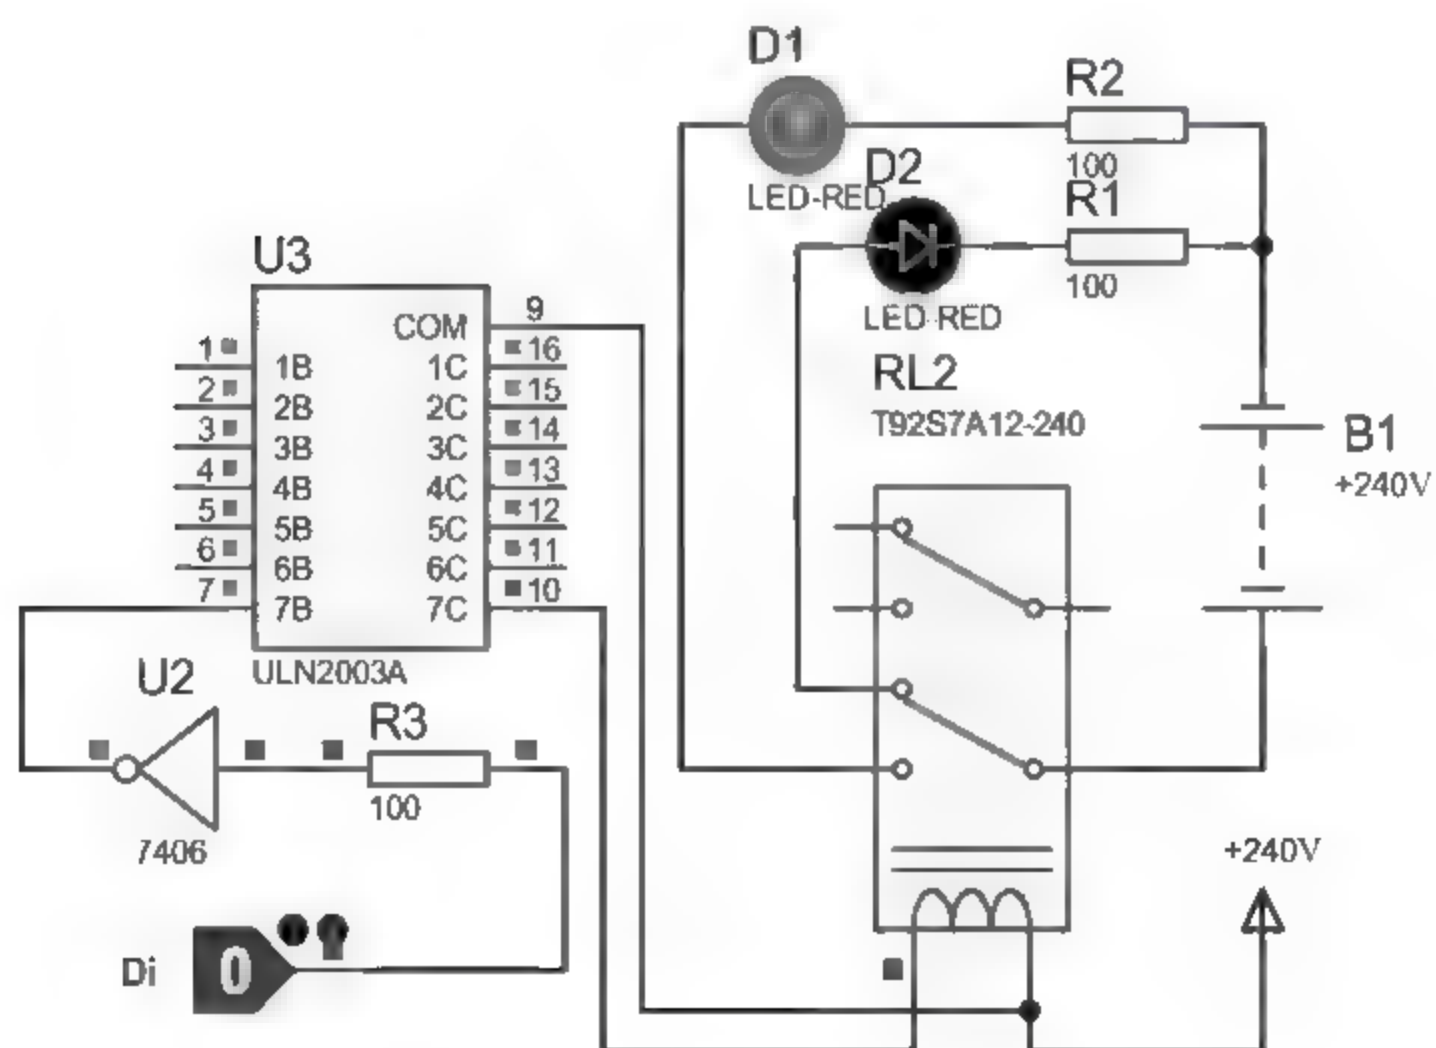 D1
R2
100
LED-RED
D2
R1
100
LED-RED
U3
COM 9
1 1B 1C 16
2 2B 2C 15
3 3B 3C 14
4 4B 4C 13
5 5B 5C 12
6 6B 6C 11
7 7B 7C 10
ULN2003A
RL2
T92S7A12-240
B1
+240V
U2
7406
R3
100
+240V
Di 0